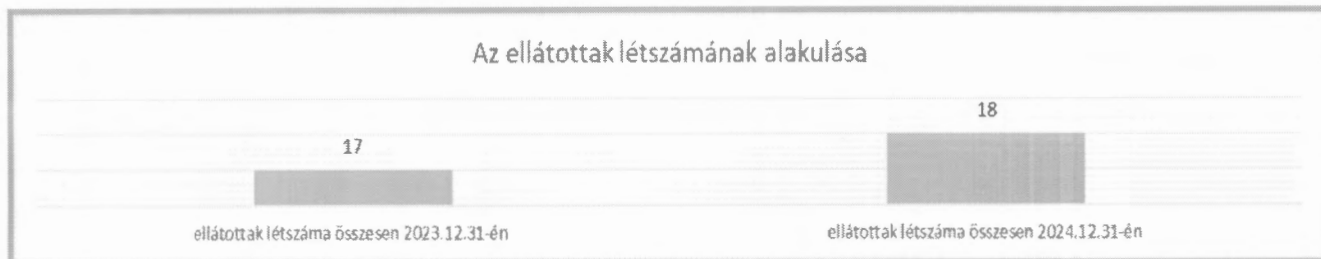 Az ellátottak létszámának alakulása
18
17
ellátottak létszáma összesen 2023.12.31-én
ellátottak létszáma összesen 2024.12.31-én